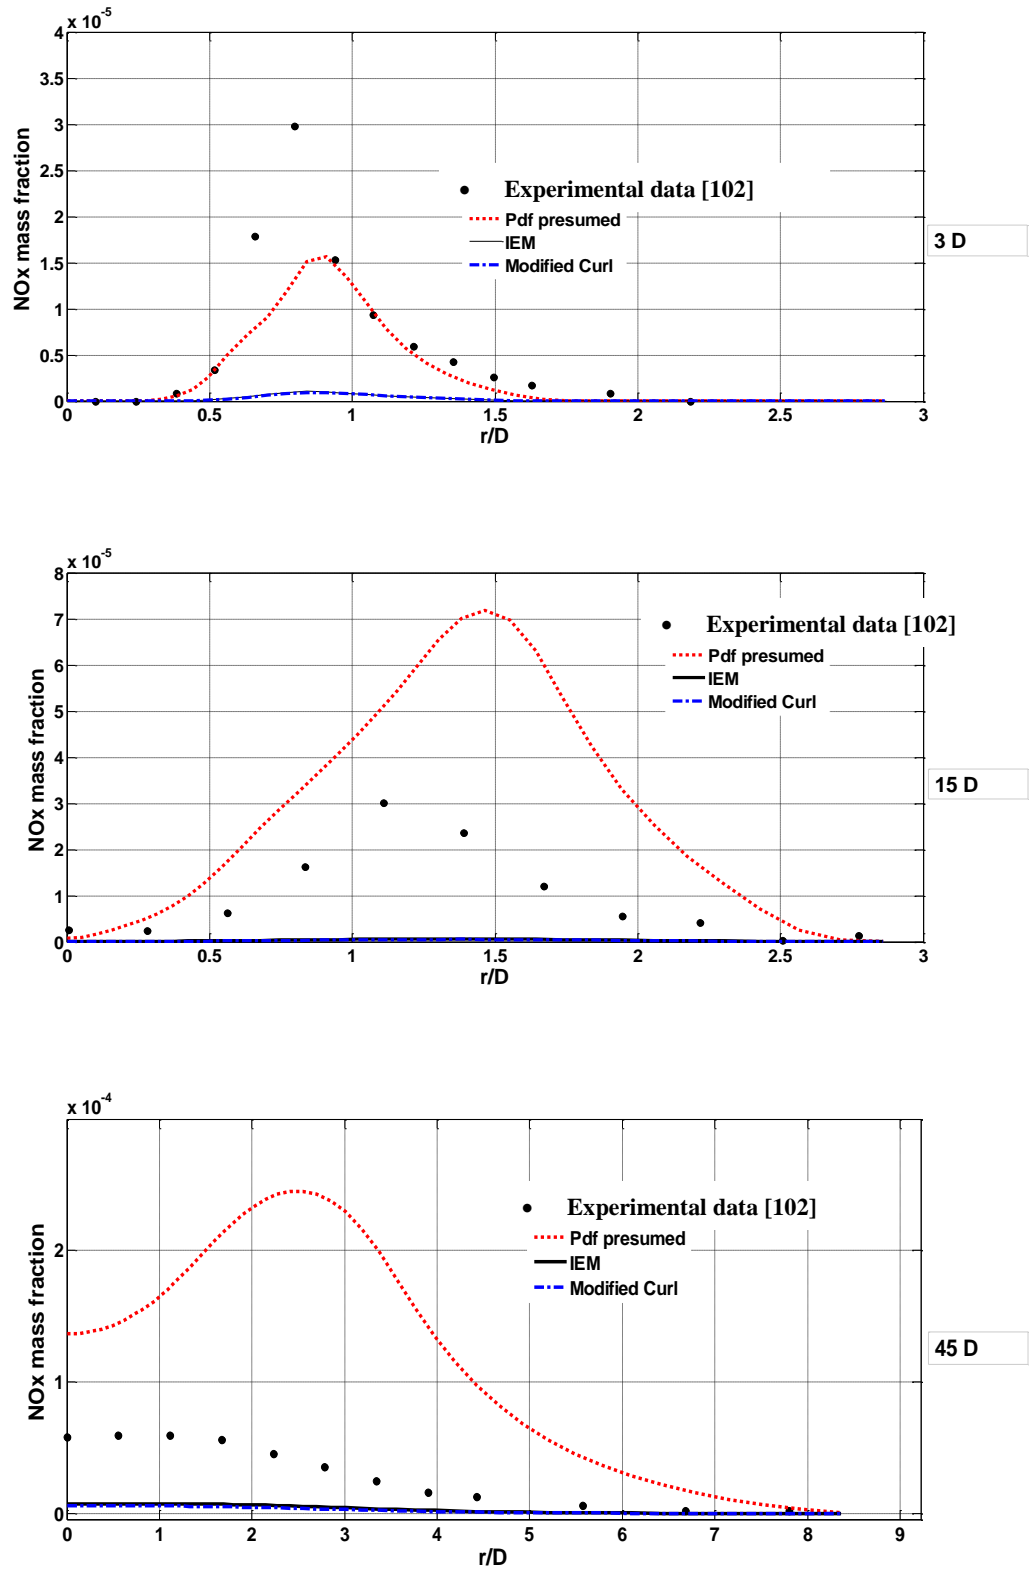 x 10-5
4
3.5
3
2.5
2
1.5
1
0.5
0
NOx mass fraction
Experimental data [102]
Pdf presumed
IEM
Modified Curl
3 D
0 0.5 1 1.5 2 2.5 3
r/D
x 10-5
8
7
6
5
4
3
2
1
0
NOx mass fraction
Experimental data [102]
Pdf presumed
IEM
Modified Curl
15 D
0 0.5 1 1.5 2 2.5 3
r/D
x 10-4
2
1
0
NOx mass fraction
Experimental data [102]
Pdf presumed
IEM
Modified Curl
45 D
0 1 2 3 4 5 6 7 8 9
r/D